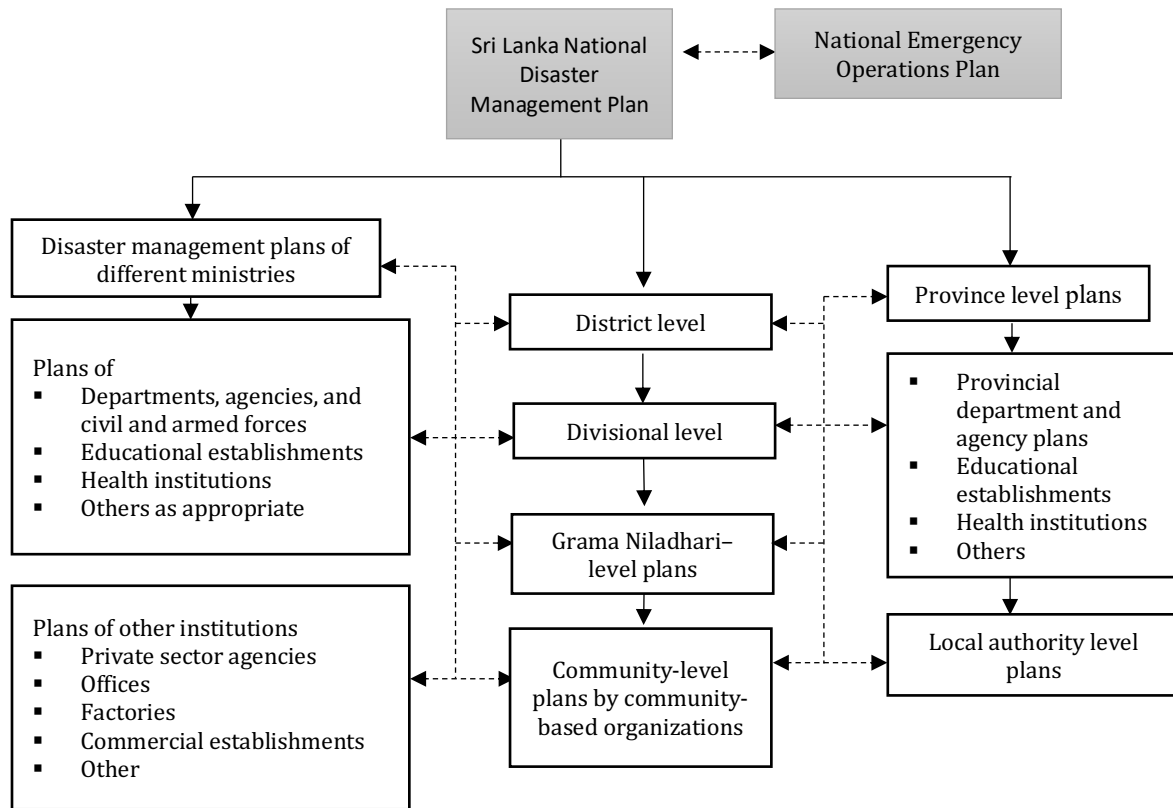 Sri Lanka National
Disaster
Management Plan
National Emergency
Operations Plan
Disaster management plans of
different ministries
Plans of
▪ Departments, agencies, and
civil and armed forces
▪ Educational establishments
▪ Health institutions
▪ Others as appropriate
Plans of other institutions
▪ Private sector agencies
▪ Offices
▪ Factories
▪ Commercial establishments
▪ Other
District level
Divisional level
Grama Niladhari–
level plans
Community-level
plans by community-
based organizations
Province level plans
▪ Provincial
department and
agency plans
▪ Educational
establishments
▪ Health institutions
▪ Others
Local authority level
plans